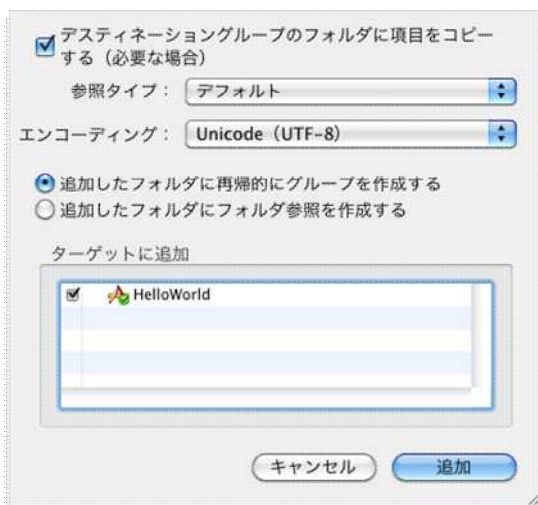 デスティネーショングループのフォルダに項目をコピー
する（必要な場合）
参照タイプ： デフォルト
エンコーディング： Unicode（UTF-8）
追加したフォルダに再帰的にグループを作成する
追加したフォルダにフォルダ参照を作成する
ターゲットに追加
HelloWorld
キャンセル 追加